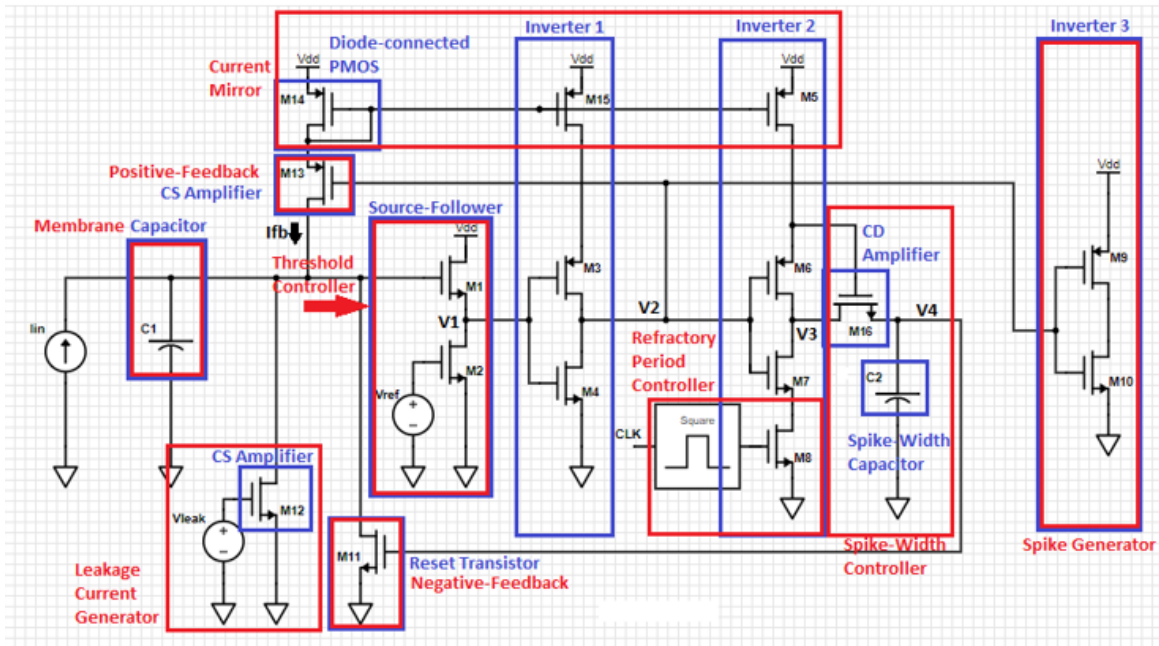 Inverter 1
Inverter 2
Inverter 3
Diode-connected
PMOS
Current
Mirror
Vdd
Vdd
Vdd
M14
M15
M5
Positive-Feedback
CS Amplifier
M13
Vdd
Membrane Capacitor
Source-Follower
Ifb
Vdd
CD
Amplifier
Threshold
Controller
M1
M3
M6
M9
Iin
C1
V1
V2
V3
M16
V4
Refractory
Period
Controller
M2
Vref
M4
M7
C2
M10
Square
CLK
M8
Spike-Width
Capacitor
CS Amplifier
M12
Vleak
M11
Reset Transistor
Negative-Feedback
Spike-Width
Controller
Spike Generator
Leakage
Current
Generator